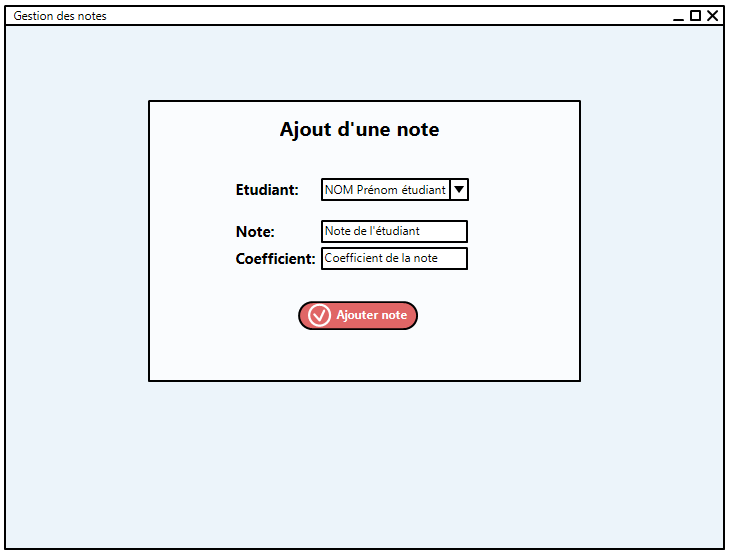 Gestion des notes
Ajout d'une note
Etudiant: NOM Prénom étudiant
Note: Note de l'étudiant
Coefficient: Coefficient de la note
Ajouter note